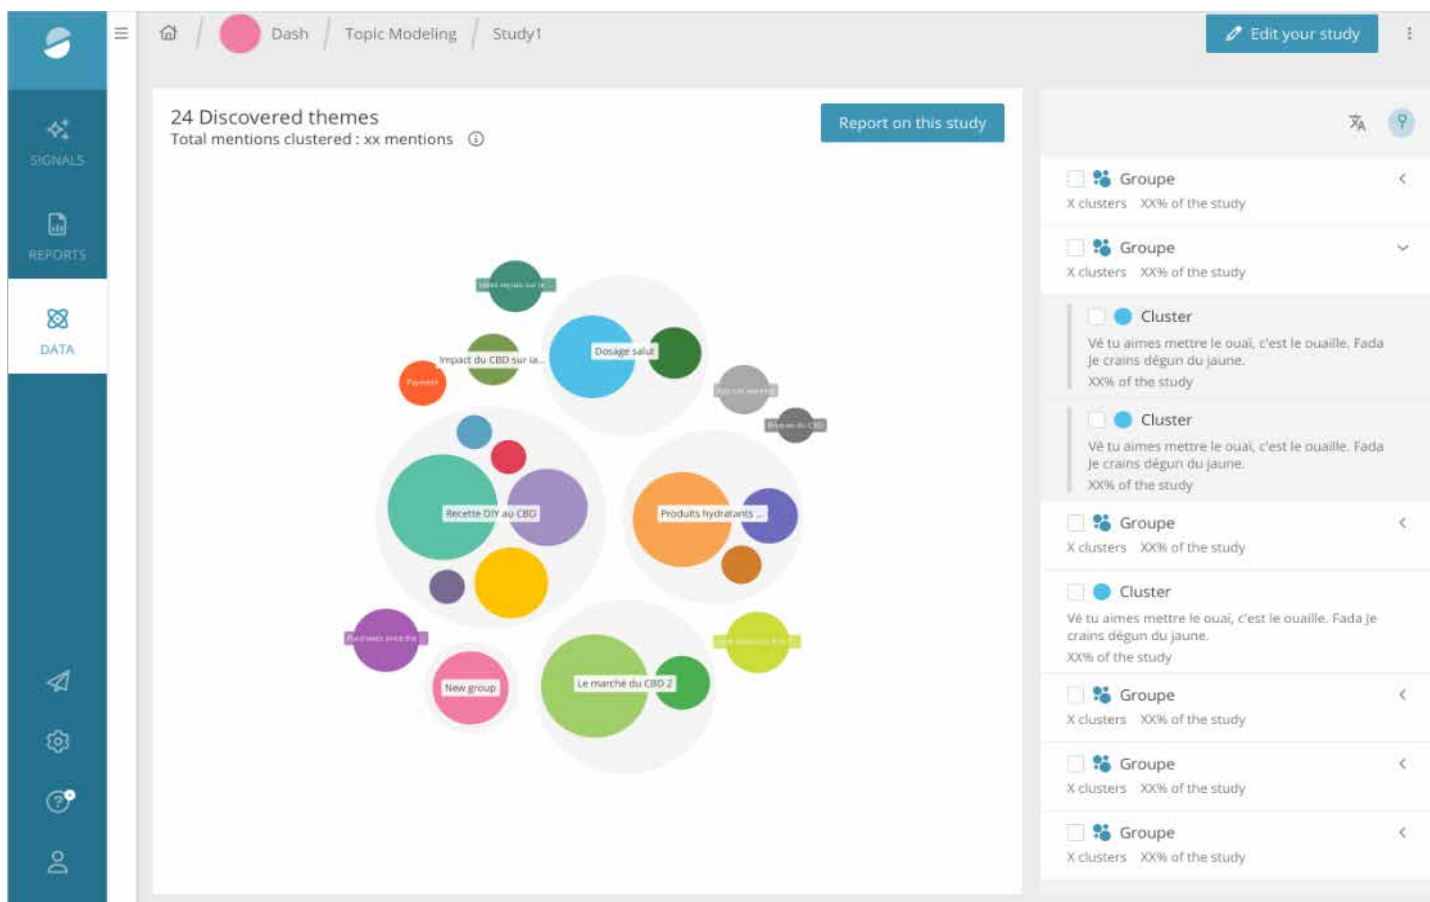 Dash
Topic Modeling
Study1
Edit your study
SIGNALS
REPORTS
DATA
24 Discovered themes
Total mentions clustered : xx mentions
Report on this study
Impact du CBD sur la...
Dosage salut
Payment
Risques du CBD
Recette DIY au CBD
Produits hydratants ...
New group
Le marché du CBD 2
Groupe
X clusters XX% of the study
Groupe
X clusters XX% of the study
Cluster
Vé tu aimes mettre le ouaï, c'est le ouaille. Fada
Je crains dégun du jaune.
XX% of the study
Cluster
Vé tu aimes mettre le ouaï, c'est le ouaille. Fada
Je crains dégun du jaune.
XX% of the study
Groupe
X clusters XX% of the study
Cluster
Vé tu aimes mettre le ouaï, c'est le ouaille. Fada Je
crains dégun du jaune.
XX% of the study
Groupe
X clusters XX% of the study
Groupe
X clusters XX% of the study
Groupe
X clusters XX% of the study